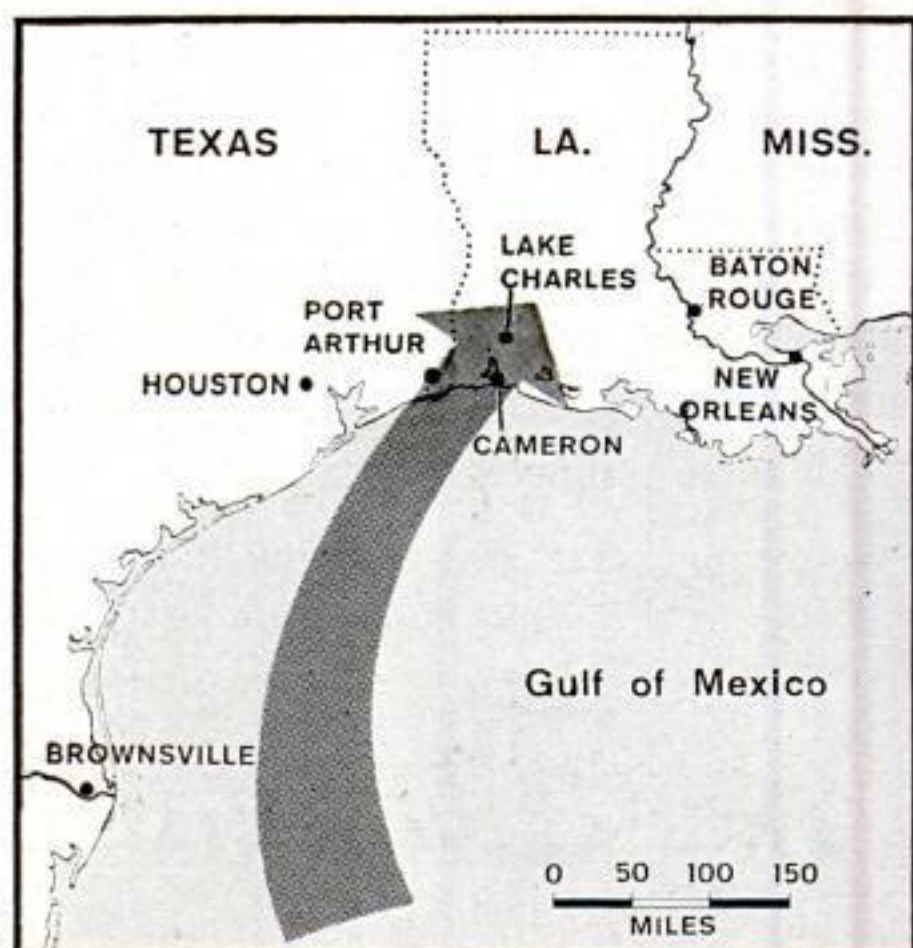 TEXAS
LA.
MISS.
LAKE
CHARLES
BATON
ROUGE
PORT
ARTHUR
HOUSTON
NEW
ORLEANS
CAMERON
Gulf of Mexico
BROWNSVILLE
0 50 100 150
MILES